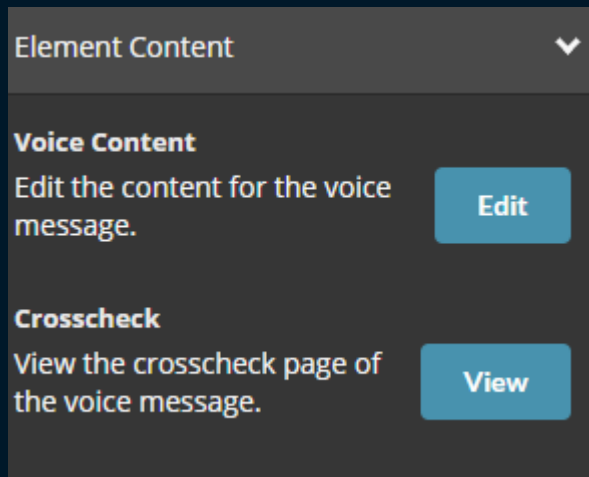 Element Content
Voice Content
Edit the content for the voice
message.
Edit
Crosscheck
View the crosscheck page of
the voice message.
View